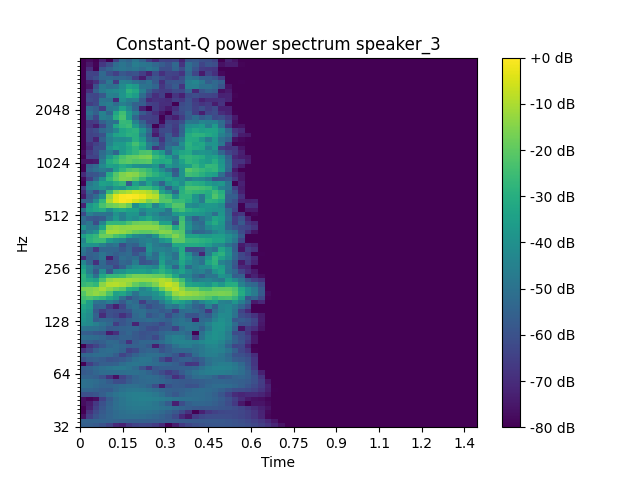 Constant-Q power spectrum speaker_3
Hz
2048
1024
512
256
128
64
32
0 0.15 0.3 0.45 0.6 0.75 0.9 1.1 1.2 1.4
Time
+0 dB
-10 dB
-20 dB
-30 dB
-40 dB
-50 dB
-60 dB
-70 dB
-80 dB